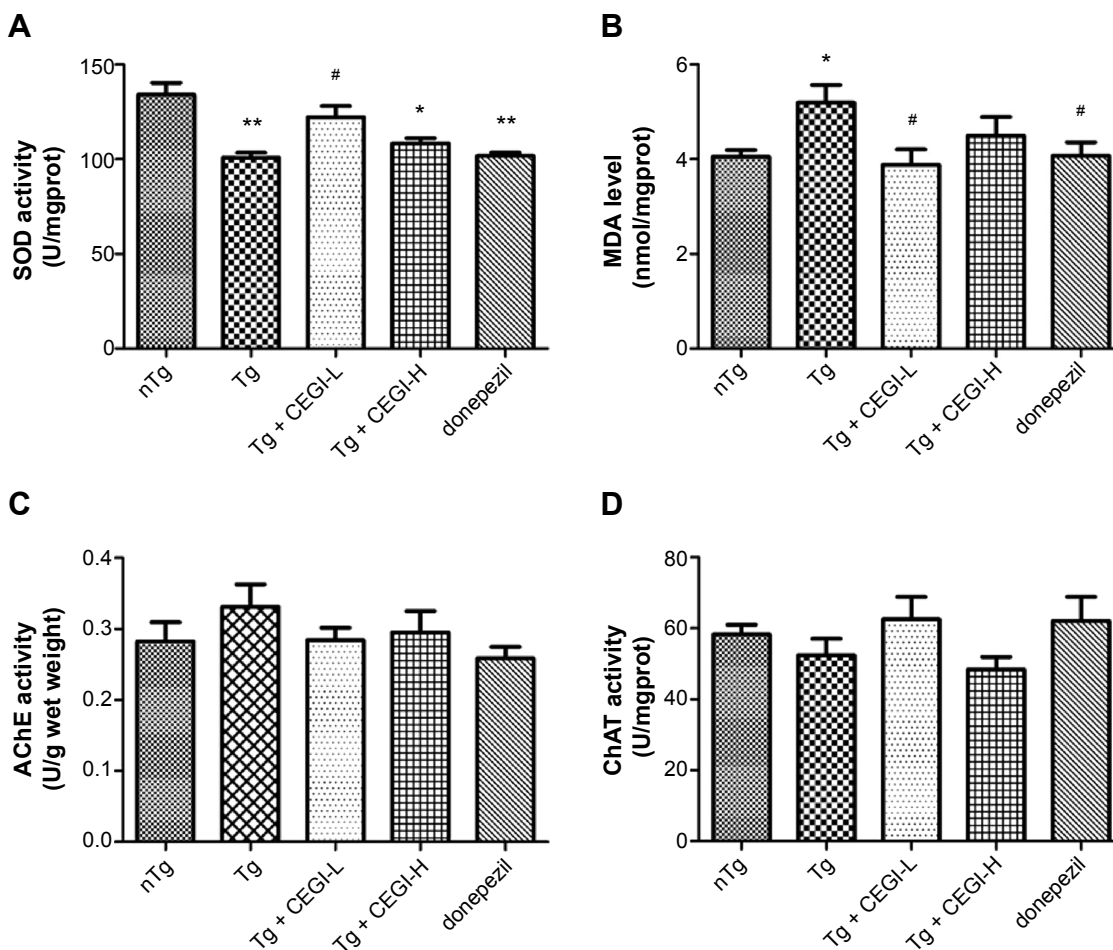 A
SOD activity
(U/mgprot)
150
100
50
0
#
**
*
**
nTg
Tg
Tg + CEGI-L
Tg + CEGI-H
donepezil
B
MDA level
(nmol/mgprot)
6
4
2
0
*
#
#
nTg
Tg
Tg + CEGI-L
Tg + CEGI-H
donepezil
C
AChE activity
(U/g wet weight)
0.4
0.3
0.2
0.1
0.0
nTg
Tg
Tg + CEGI-L
Tg + CEGI-H
donepezil
D
ChAT activity
(U/mgprot)
80
60
40
20
0
nTg
Tg
Tg + CEGI-L
Tg + CEGI-H
donepezil